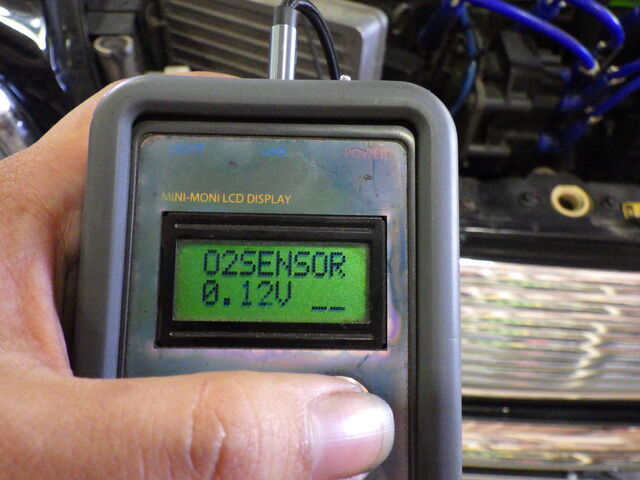 POWER
MINI-MONI LCD DISPLAY
O2SENSOR
0.12V __